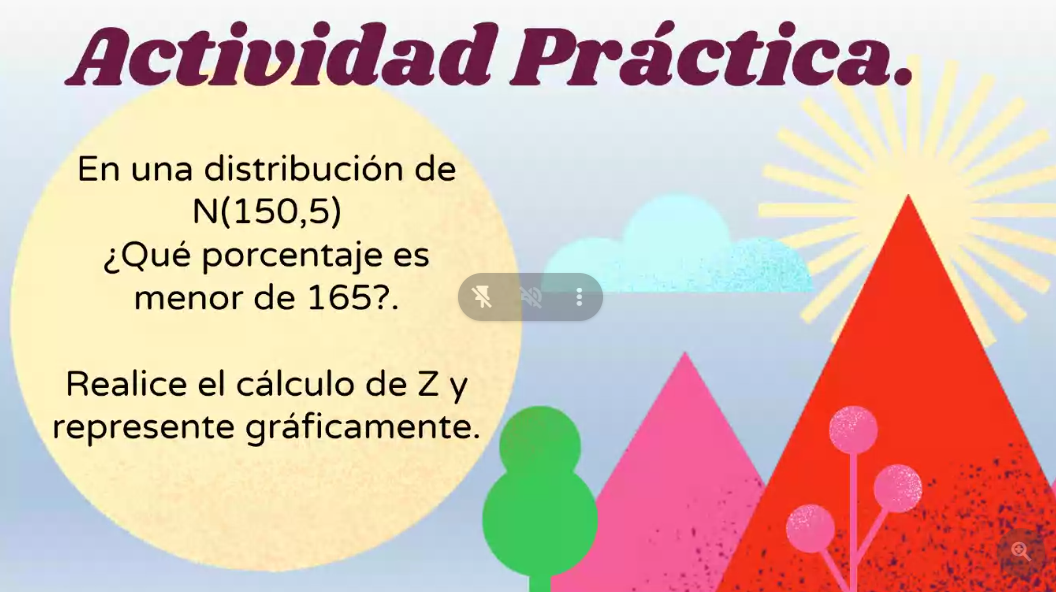 Actividad Práctica.
En una distribución de
N(150,5)
¿Qué porcentaje es
menor de 165?.
Realice el cálculo de Z y
represente gráficamente.